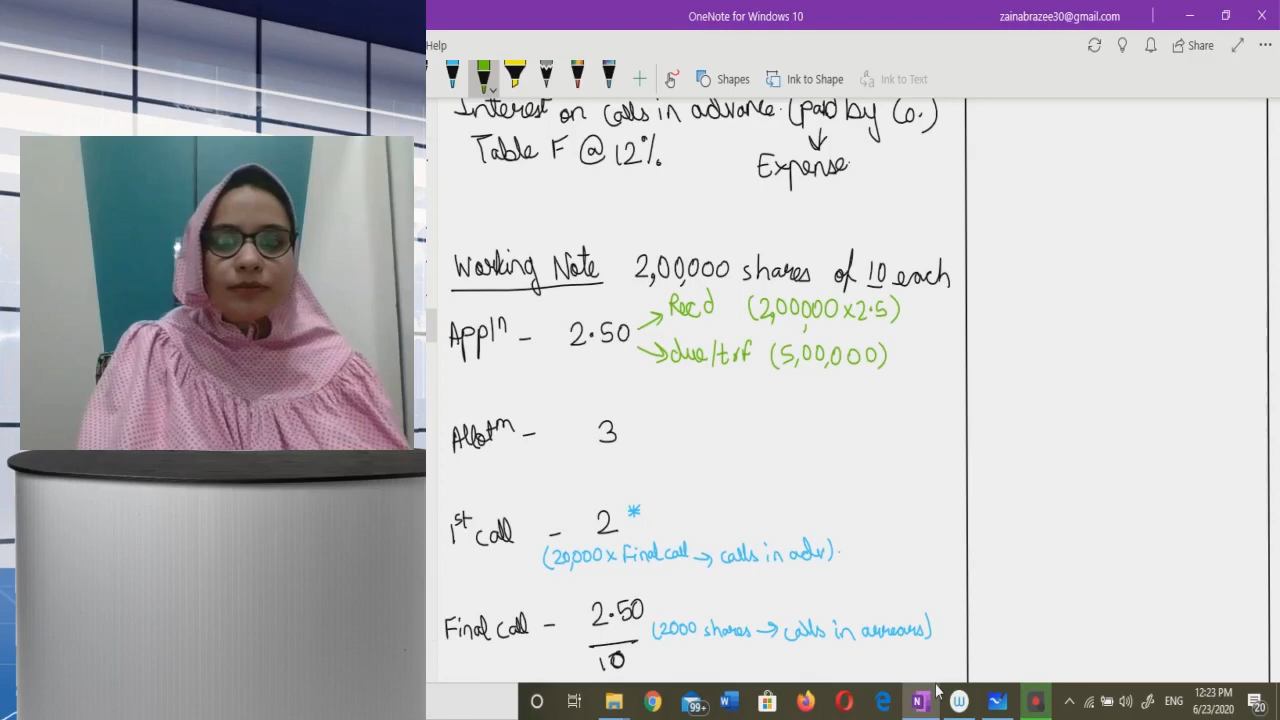 OneNote for Windows 10
zainabrazee30@gmail.com
Help
Share
Shapes
Ink to Shape
Ink to Text
Interest on calls in advance. (paid by Co.)
Table F @ 12%
Expense
Working Note 2,00,000 shares of 10 each
Rec'd (2,00,000 x 2.5)
Appln - 2.50
due/trf (5,00,000)
Allotm - 3
1st call - 2 *
(20,000 x Final call → calls in adv).
Final call - 2.50 (2000 shares → calls in arrears)
10
99+
ENG
12:23 PM
6/23/2020
20